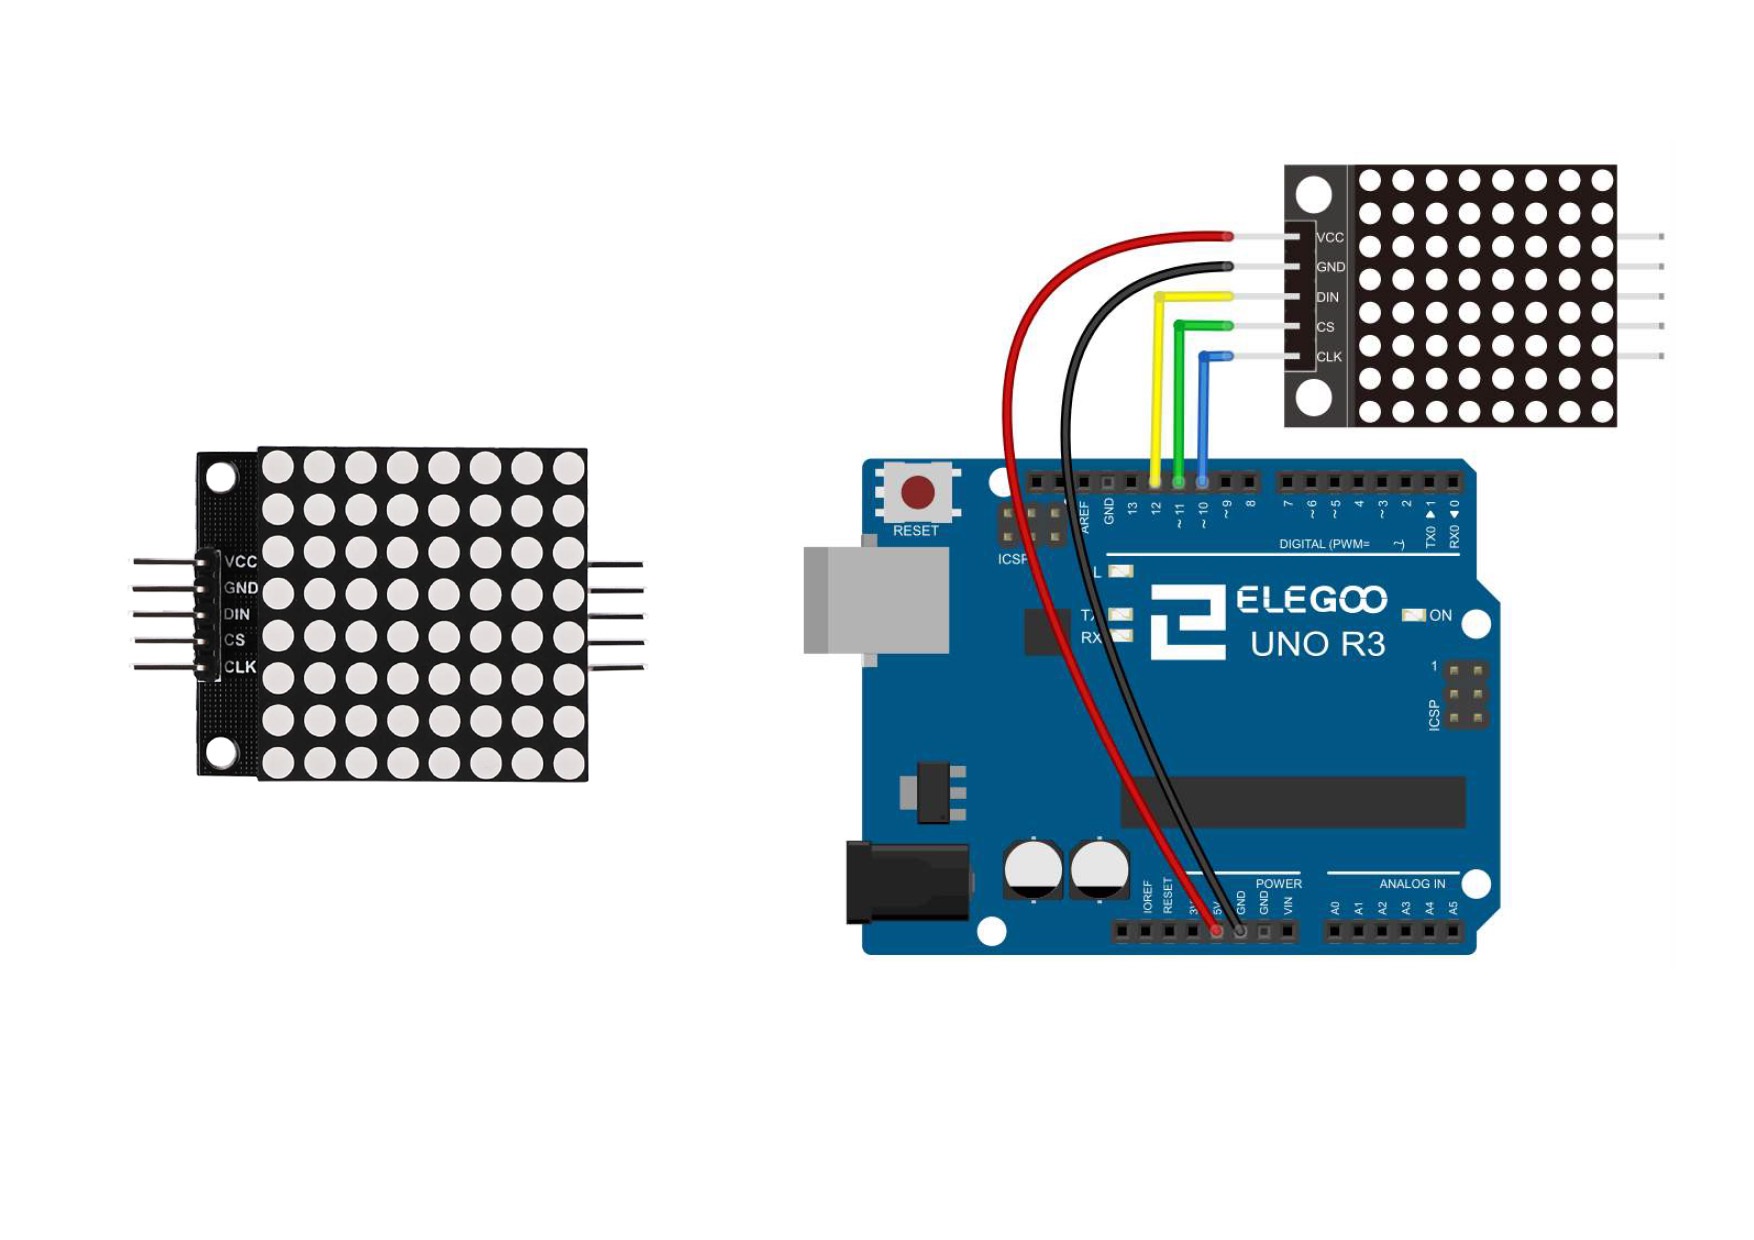 VCC
GND
DIN
CS
CLK
VCC
GND
DIN
CS
CLK
RESET
ICSP
AREF
GND
13
12
~11
~10
~9
8
7
~6
~5
4
~3
2
TX0 ▶ 1
RX0 ◀ 0
DIGITAL (PWM= ~)
L
TX
RX
ELEGOO
UNO R3
ON
1
ICSP
POWER
ANALOG IN
IOREF
RESET
5V
GND
GND
VIN
A0
A1
A2
A3
A4
A5